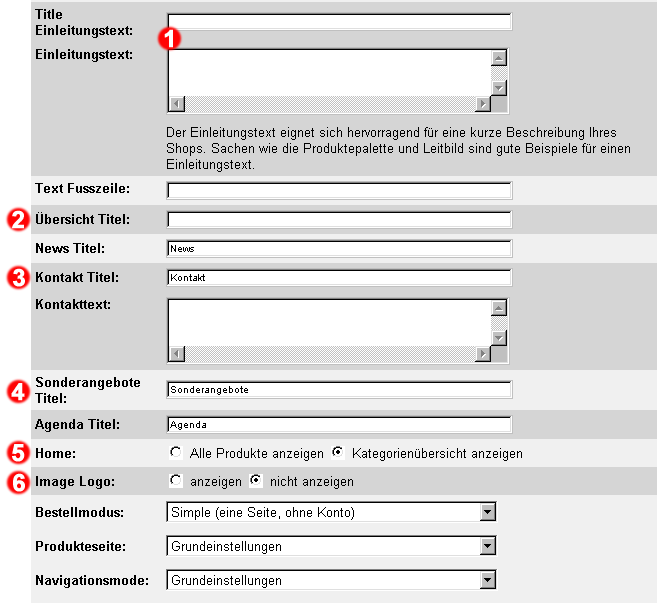 Title
Einleitungstext:
1
Einleitungstext:
Der Einleitungstext eignet sich hervorragend für eine kurze Beschreibung Ihres
Shops. Sachen wie die Produktepalette und Leitbild sind gute Beispiele für einen
Einleitungstext.
Text Fusszeile:
2 Übersicht Titel:
News Titel: News
3 Kontakt Titel: Kontakt
Kontakttext:
4 Sonderangebote
Titel: Sonderangebote
Agenda Titel: Agenda
5 Home: Alle Produkte anzeigen Kategorienübersicht anzeigen
6 Image Logo: anzeigen nicht anzeigen
Bestellmodus: Simple (eine Seite, ohne Konto)
Produkteseite: Grundeinstellungen
Navigationsmode: Grundeinstellungen